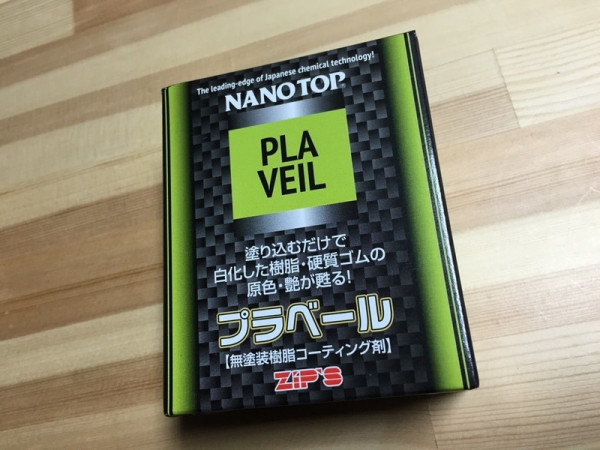 The leading-edge of Japanese chemical technology!
NANO TOP
PLA
VEIL
塗り込むだけで
白化した樹脂・硬質ゴムの
原色・艶が甦る!
プラベール
【無塗装樹脂コーティング剤】
ZiP'S